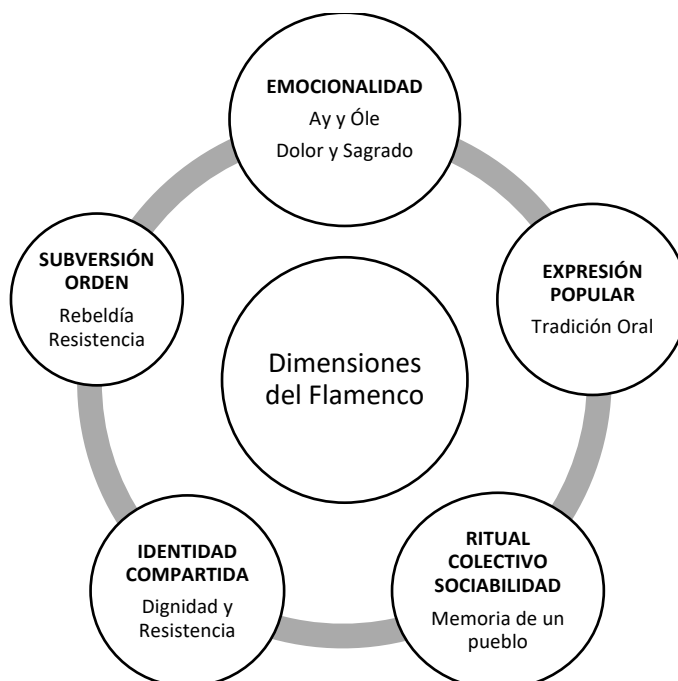 EMOCIONALIDAD
Ay y Óle
Dolor y Sagrado
EXPRESIÓN
POPULAR
Tradición Oral
RITUAL
COLECTIVO
SOCIABILIDAD
Memoria de un
pueblo
IDENTIDAD
COMPARTIDA
Dignidad y
Resistencia
SUBVERSIÓN
ORDEN
Rebeldía
Resistencia
Dimensiones
del Flamenco